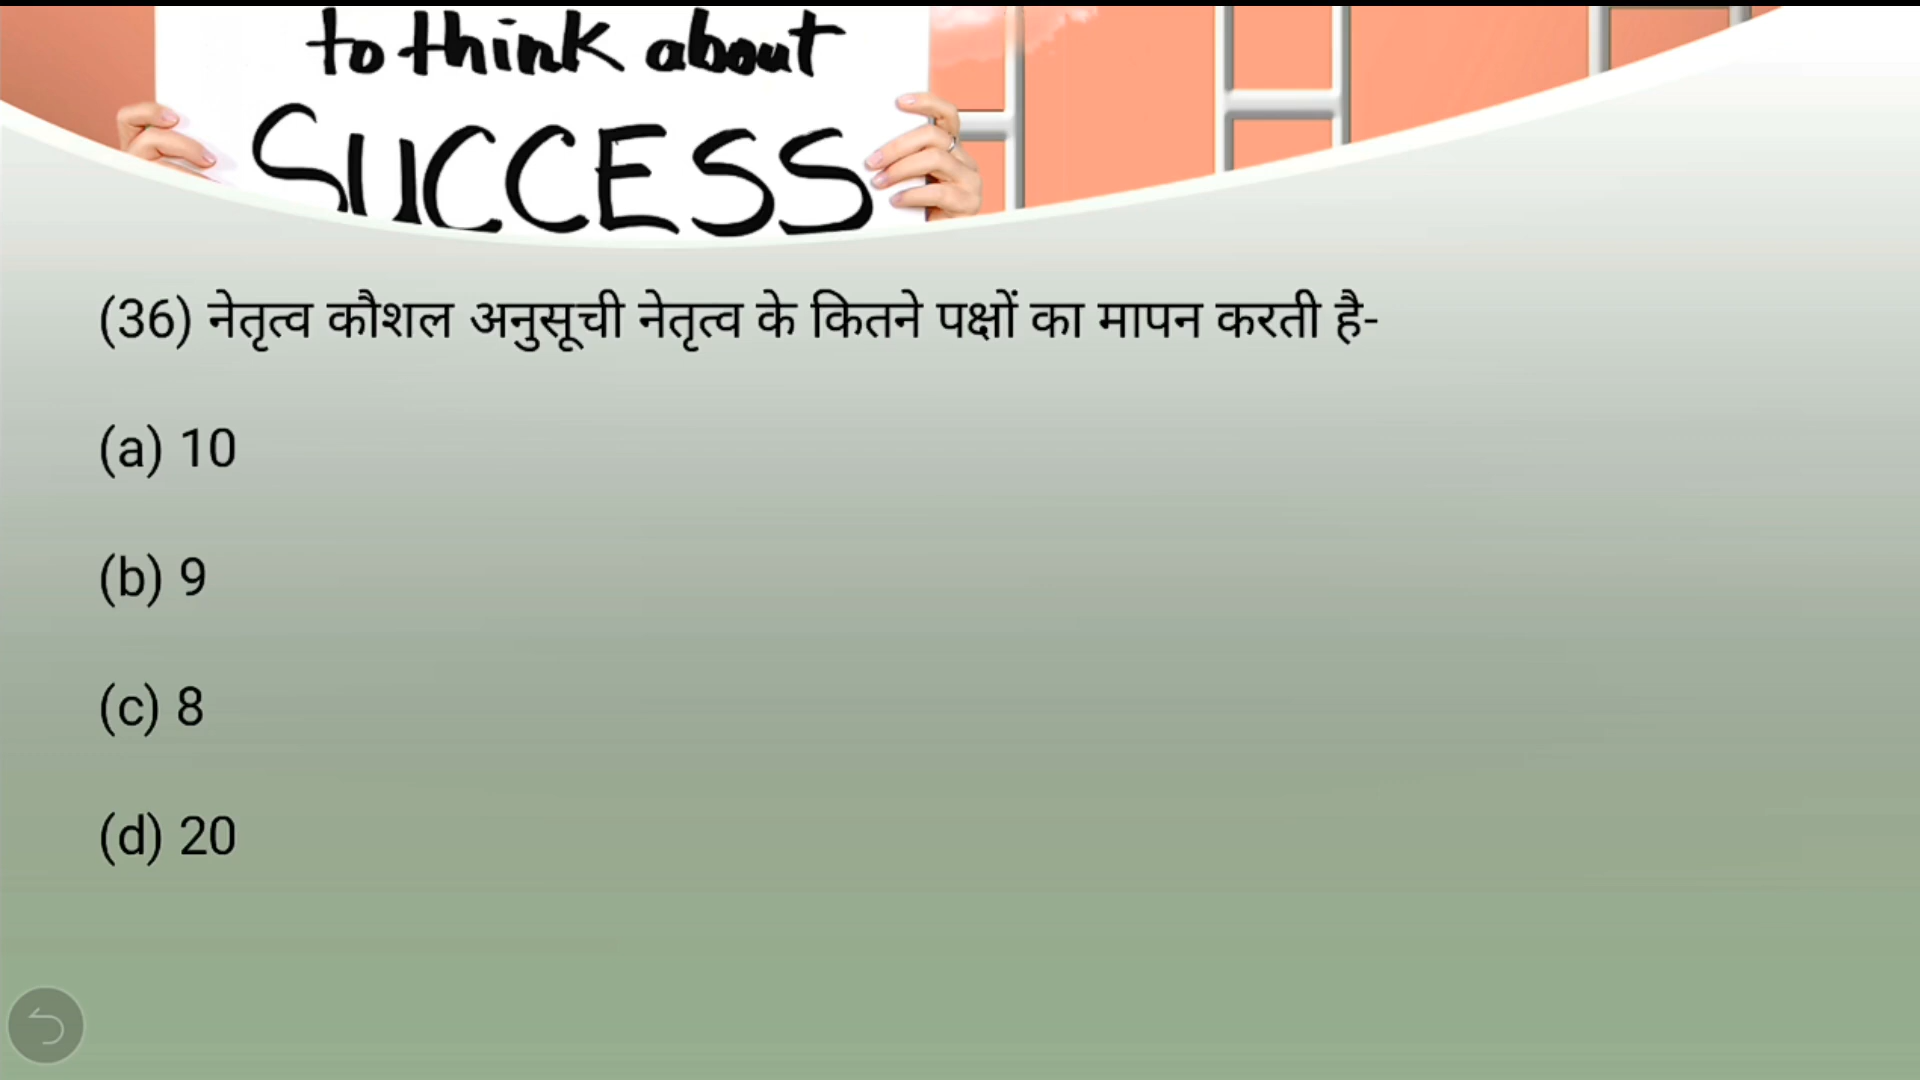 to think about
SUCCESS
(36) नेतृत्व कौशल अनुसूची नेतृत्व के कितने पक्षों का मापन करती है-
(a) 10
(b) 9
(c) 8
(d) 20